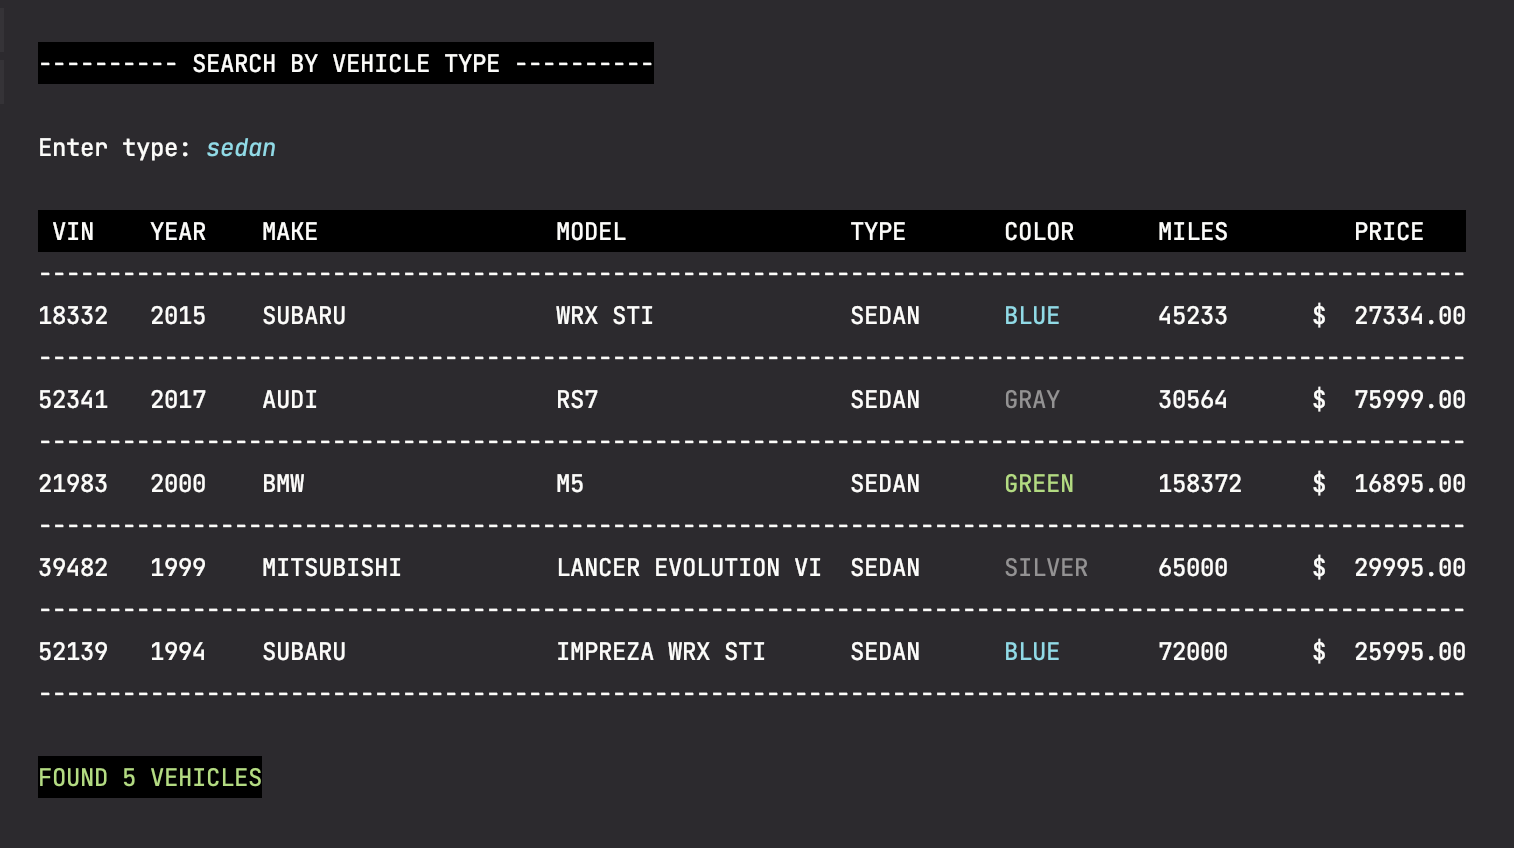 ---------- SEARCH BY VEHICLE TYPE ----------
Enter type: sedan
VIN YEAR MAKE MODEL TYPE COLOR MILES PRICE
------------------------------------------------------------------------------------------------------
18332 2015 SUBARU WRX STI SEDAN BLUE 45233 $ 27334.00
------------------------------------------------------------------------------------------------------
52341 2017 AUDI RS7 SEDAN GRAY 30564 $ 75999.00
------------------------------------------------------------------------------------------------------
21983 2000 BMW M5 SEDAN GREEN 158372 $ 16895.00
------------------------------------------------------------------------------------------------------
39482 1999 MITSUBISHI LANCER EVOLUTION VI SEDAN SILVER 65000 $ 29995.00
------------------------------------------------------------------------------------------------------
52139 1994 SUBARU IMPREZA WRX STI SEDAN BLUE 72000 $ 25995.00
------------------------------------------------------------------------------------------------------
FOUND 5 VEHICLES